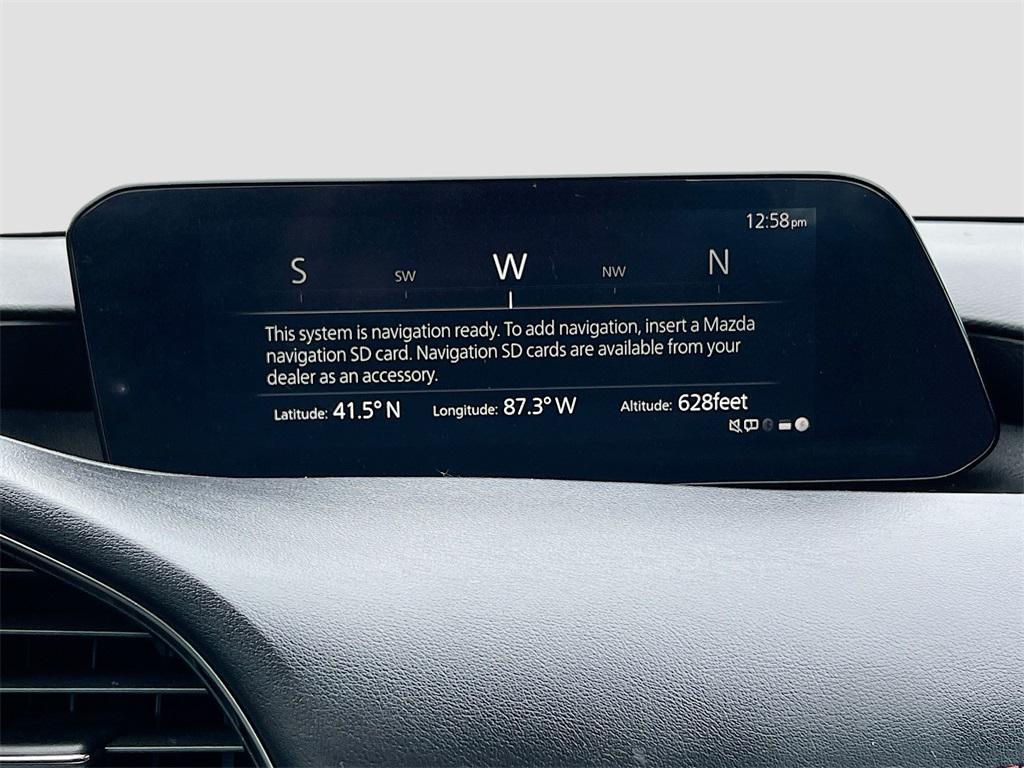 12:58pm
S SW W NW N
This system is navigation ready. To add navigation, insert a Mazda
navigation SD card. Navigation SD cards are available from your
dealer as an accessory.
Latitude: 41.5° N Longitude: 87.3° W Altitude: 628feet